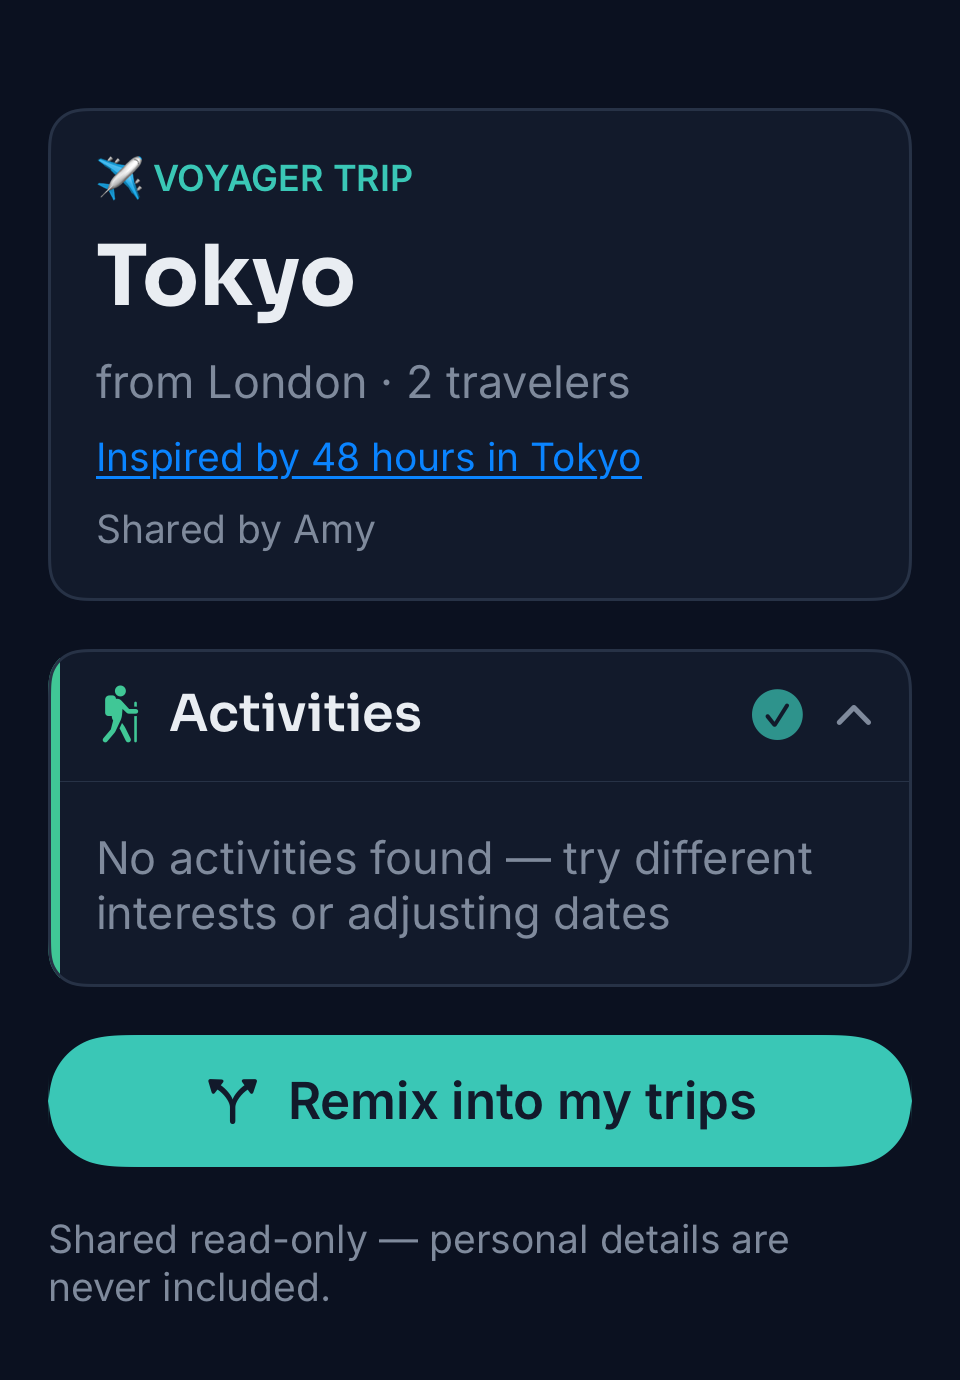 VOYAGER TRIP
Tokyo
from London · 2 travelers
Inspired by 48 hours in Tokyo
Shared by Amy
Activities
No activities found — try different
interests or adjusting dates
Remix into my trips
Shared read-only — personal details are
never included.